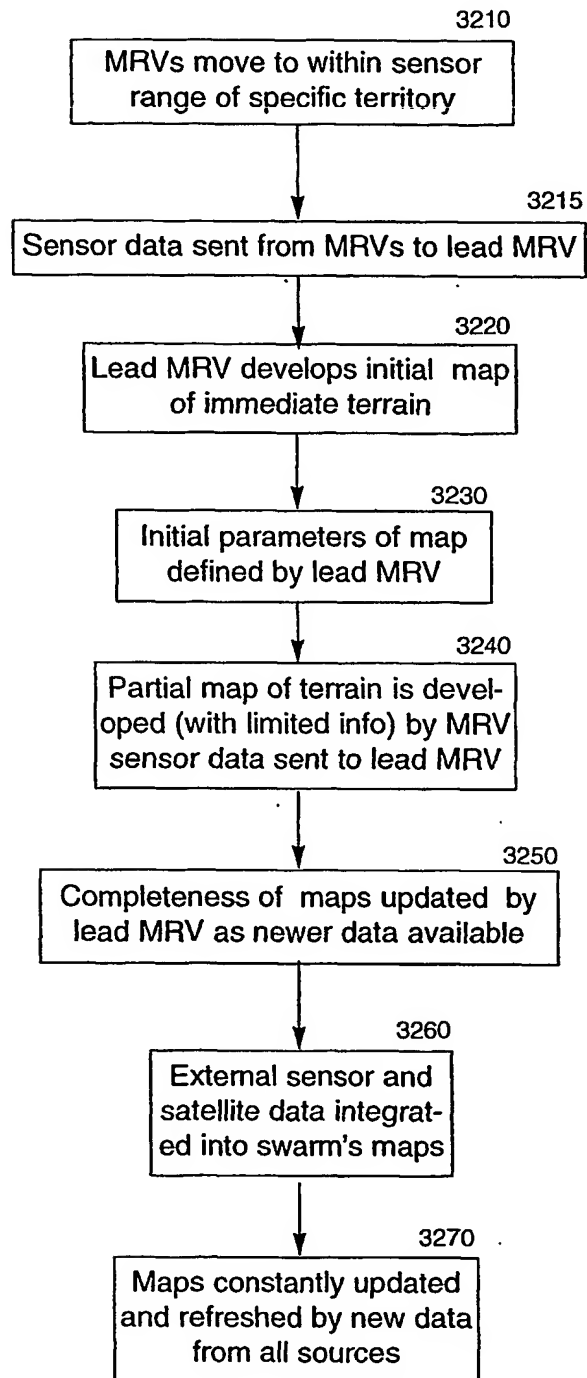 3210
MRVs move to within sensor
range of specific territory
3215
Sensor data sent from MRVs to lead MRV
3220
Lead MRV develops initial map
of immediate terrain
3230
Initial parameters of map
defined by lead MRV
3240
Partial map of terrain is devel-
oped (with limited info) by MRV
sensor data sent to lead MRV
3250
Completeness of maps updated by
lead MRV as newer data available
3260
External sensor and
satellite data integrat-
ed into swarm's maps
3270
Maps constantly updated
and refreshed by new data
from all sources